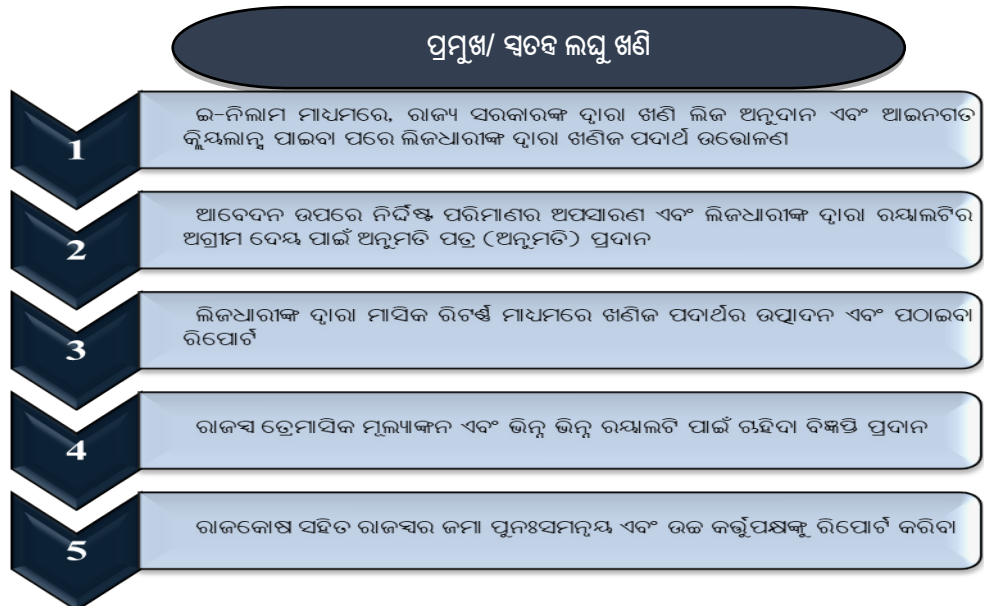 ପ୍ରମୁଖ/ ସ୍ୱତନ୍ତ୍ର ଲଘୁ ଖଣି
1
ଇ-ନିଲାମ ମାଧ୍ୟମରେ, ରାଜ୍ୟ ସରକାରଙ୍କ ଦ୍ୱାରା ଖଣି ଲିଜ ଅନୁଦାନ ଏବଂ ଆଇନଗତ
କ୍ଲିୟଲାନ୍ସ ପାଇବା ପରେ ଲିଜଧାରୀଙ୍କ ଦ୍ୱାରା ଖଣିଜ ପଦାର୍ଥ ଉତ୍ତୋଳଣ
2
ଆବେଦନ ଉପରେ ନିର୍ଦ୍ଦିଷ୍ଟ ପରିମାଣର ଅପସାରଣ ଏବଂ ଲିଜଧାରୀଙ୍କ ଦ୍ୱାରା ରୟାଲଟିର
ଅଗ୍ରୀମ ଦେୟ ପାଇଁ ଅନୁମତି ପତ୍ର (ଅନୁମତି) ପ୍ରଦାନ
3
ଲିଜଧାରୀଙ୍କ ଦ୍ୱାରା ମାସିକ ରିଟର୍ଣ୍ଣ ମାଧ୍ୟମରେ ଖଣିଜ ପଦାର୍ଥର ଉତ୍ପାଦନ ଏବଂ ପଠାଇବା
ରିପୋର୍ଟ
4
ରାଜସ୍ୱ ତ୍ରେମାସିକ ମୂଲ୍ୟାଙ୍କନ ଏବଂ ଭିନ୍ନ ଭିନ୍ନ ରୟାଲଟି ପାଇଁ ଚାହିଦା ବିଜ୍ଞପ୍ତି ପ୍ରଦାନ
5
ରାଜକୋଷ ସହିତ ରାଜସ୍ୱର ଜମା ପୁନଃସମନ୍ୱୟ ଏବଂ ଉଚ୍ଚ କର୍ତ୍ତୃପକ୍ଷଙ୍କୁ ରିପୋର୍ଟ କରିବା